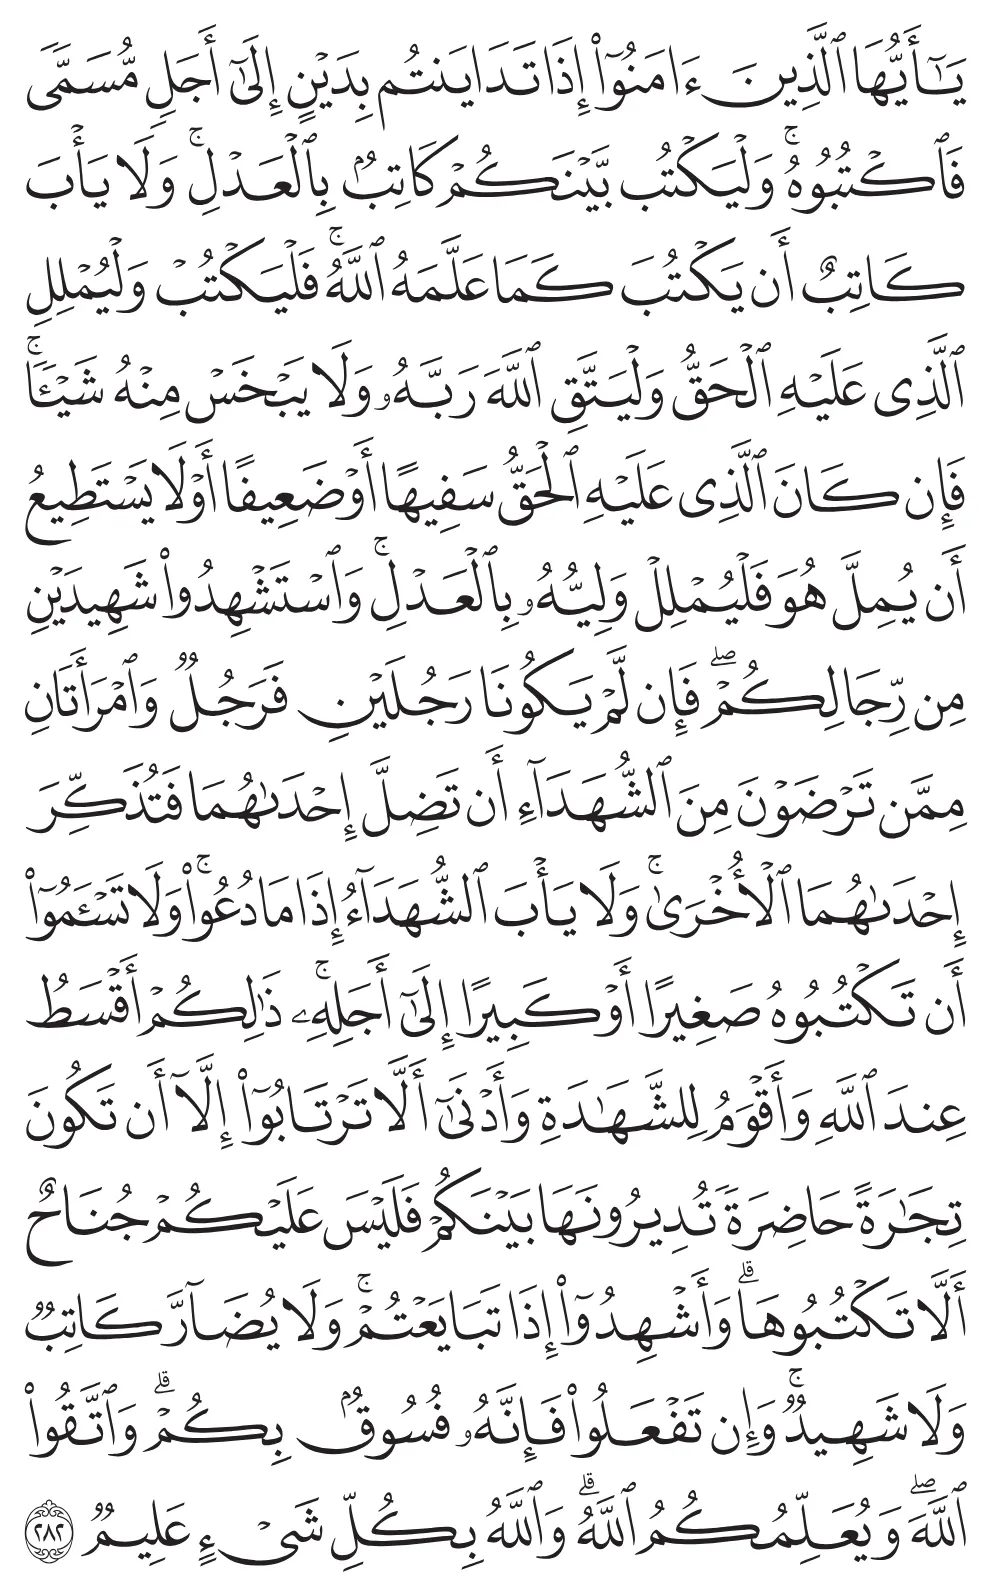 يَـٰٓأَيُّهَا ٱلَّذِينَ ءَامَنُوٓا۟ إِذَا تَدَايَنتُم بِدَيْنٍ إِلَىٰٓ أَجَلٍ مُّسَمًّى
فَٱكْتُبُوهُ ۚ وَلْيَكْتُب بَّيْنَكُمْ كَاتِبٌۢ بِٱلْعَدْلِ ۚ وَلَا يَأْبَ
كَاتِبٌ أَن يَكْتُبَ كَمَا عَلَّمَهُ ٱللَّهُ ۚ فَلْيَكْتُبْ وَلْيُمْلِلِ
ٱلَّذِى عَلَيْهِ ٱلْحَقُّ وَلْيَتَّقِ ٱللَّهَ رَبَّهُۥ وَلَا يَبْخَسْ مِنْهُ شَيْـًٔا ۚ
فَإِن كَانَ ٱلَّذِى عَلَيْهِ ٱلْحَقُّ سَفِيهًا أَوْ ضَعِيفًا أَوْ لَا يَسْتَطِيعُ
أَن يُمِلَّ هُوَ فَلْيُمْلِلْ وَلِيُّهُۥ بِٱلْعَدْلِ ۚ وَٱسْتَشْهِدُوا۟ شَهِيدَيْنِ
مِن رِّجَالِكُمْ ۖ فَإِن لَّمْ يَكُونَا رَجُلَيْنِ فَرَجُلٌ وَٱمْرَأَتَانِ
مِمَّن تَرْضَوْنَ مِنَ ٱلشُّهَدَآءِ أَن تَضِلَّ إِحْدَىٰهُمَا فَتُذَكِّرَ
إِحْدَىٰهُمَا ٱلْأُخْرَىٰ ۚ وَلَا يَأْبَ ٱلشُّهَدَآءُ إِذَا مَا دُعُوا۟ ۚ وَلَا تَسْـَٔمُوٓا۟
أَن تَكْتُبُوهُ صَغِيرًا أَوْ كَبِيرًا إِلَىٰٓ أَجَلِهِۦ ۚ ذَٰلِكُمْ أَقْسَطُ
عِندَ ٱللَّهِ وَأَقْوَمُ لِلشَّهَـٰدَةِ وَأَدْنَىٰٓ أَلَّا تَرْتَابُوٓا۟ ۖ إِلَّآ أَن تَكُونَ
تِجَـٰرَةً حَاضِرَةً تُدِيرُونَهَا بَيْنَكُمْ فَلَيْسَ عَلَيْكُمْ جُنَاحٌ
أَلَّا تَكْتُبُوهَا ۗ وَأَشْهِدُوٓا۟ إِذَا تَبَايَعْتُمْ ۚ وَلَا يُضَآرَّ كَاتِبٌ
وَلَا شَهِيدٌ ۚ وَإِن تَفْعَلُوا۟ فَإِنَّهُۥ فُسُوقٌۢ بِكُمْ ۗ وَٱتَّقُوا۟
ٱللَّهَ ۖ وَيُعَلِّمُكُمُ ٱللَّهُ ۗ وَٱللَّهُ بِكُلِّ شَىْءٍ عَلِيمٌ ٢٨٢